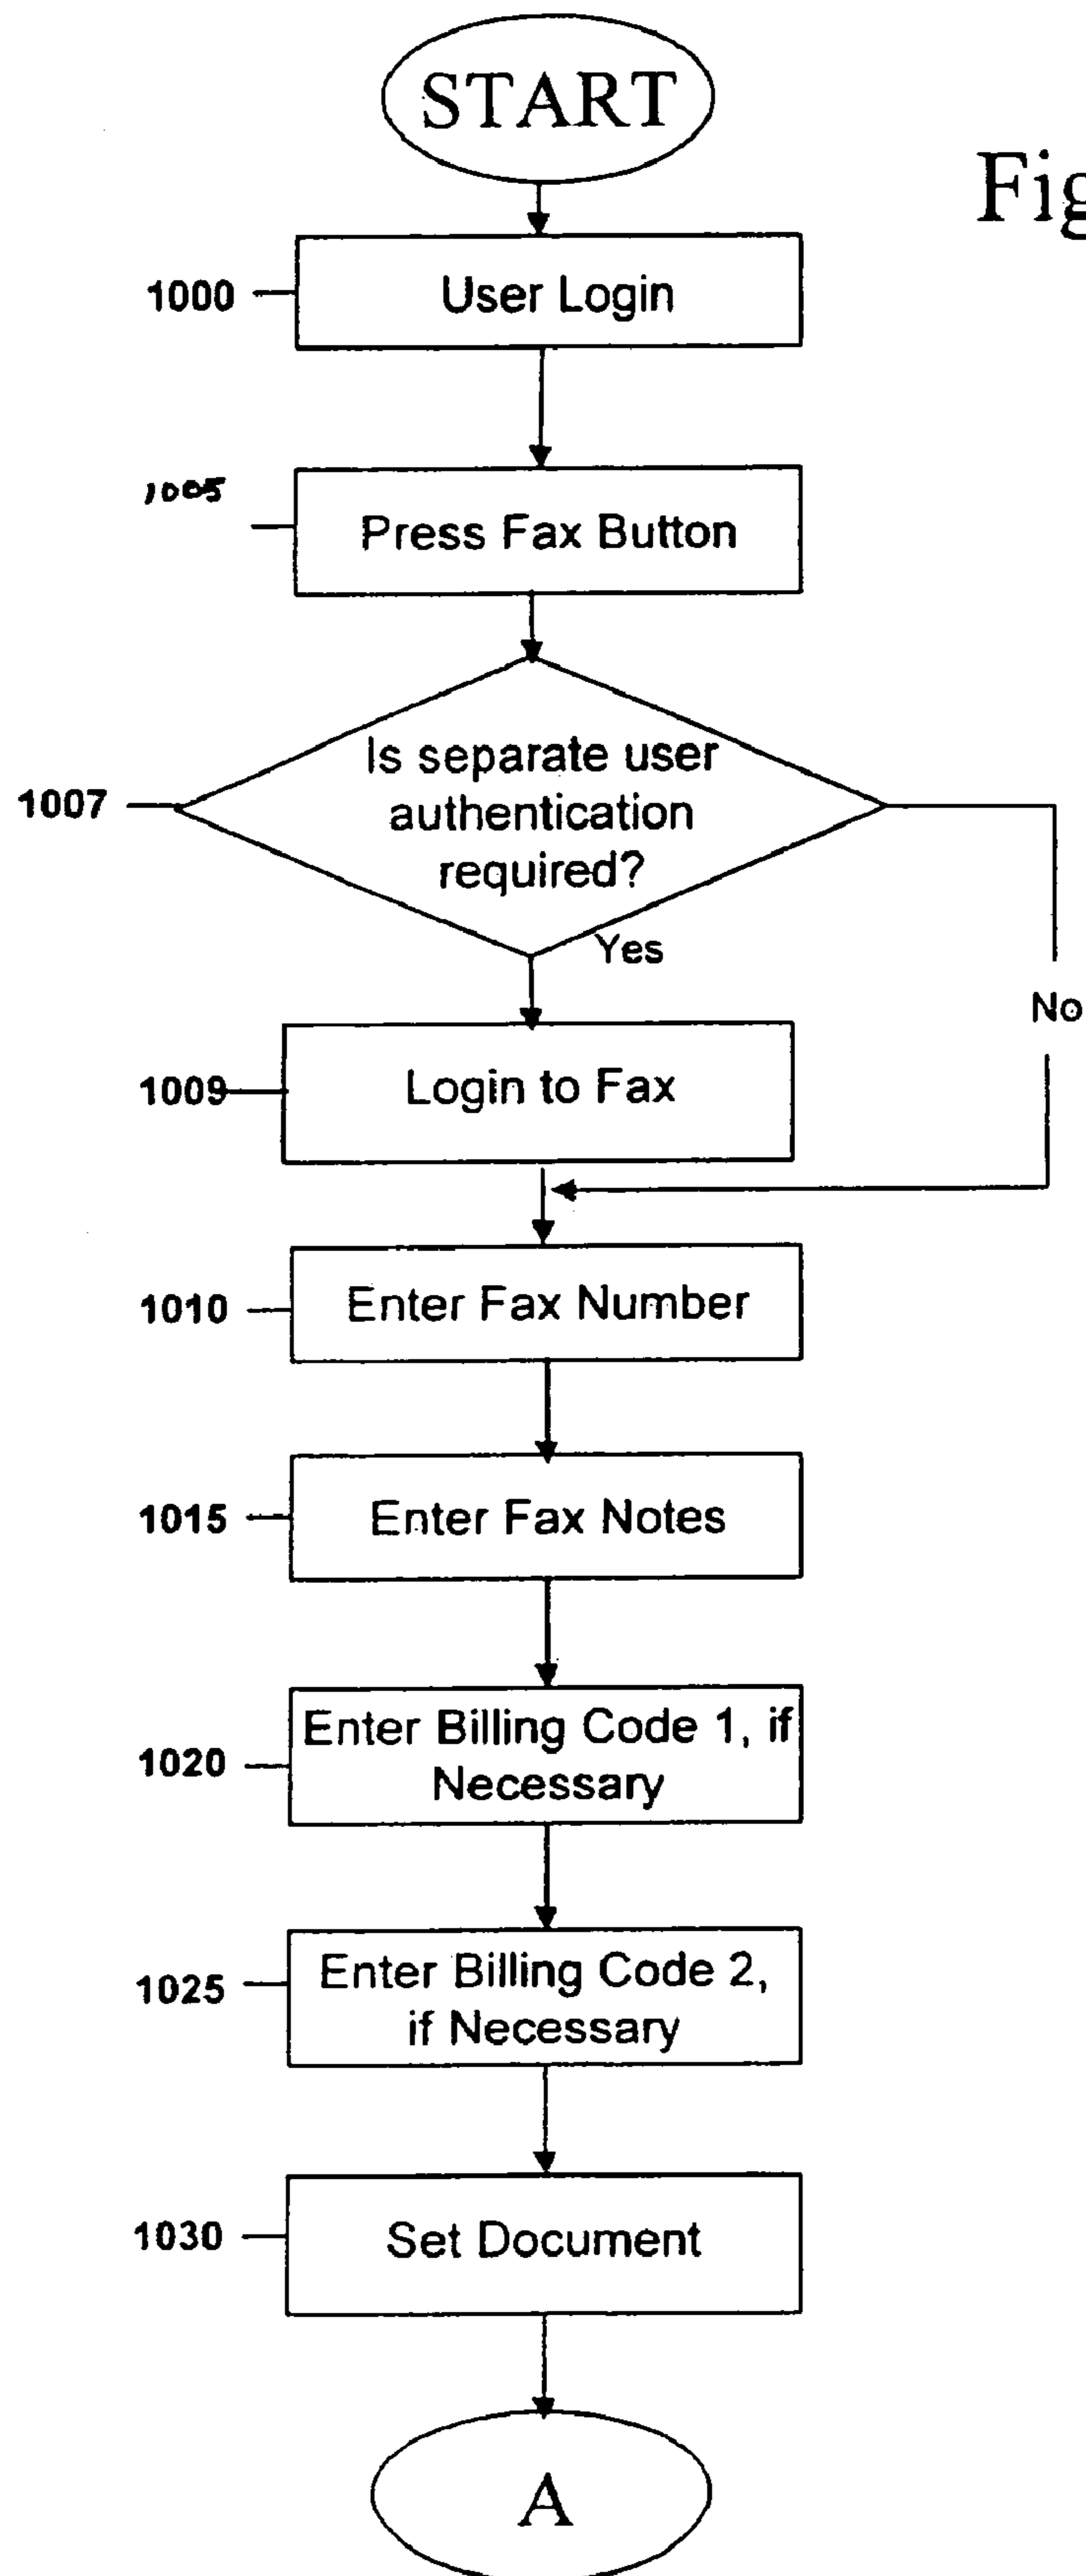 START
Fig
1000
User Login
1005
Press Fax Button
Is separate user
1007
authentication
required?
Yes
No
1009
Login to Fax
1010
Enter Fax Number
1015
Enter Fax Notes
Enter Billing Code 1, if
1020
Necessary
Enter Billing Code 2,
1025
if Necessary
1030
Set Document
A